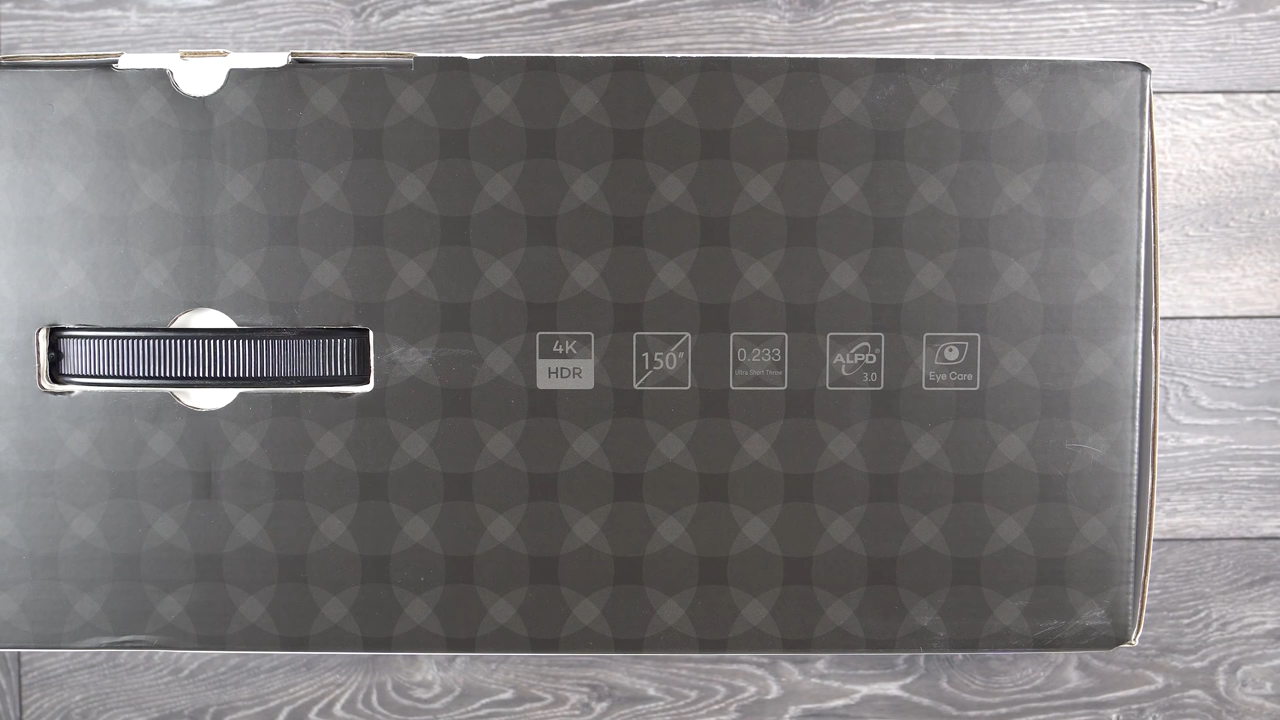 4K
HDR
150"
0.233
Ultra Short Throw
ALPD®
3.0
Eye Care